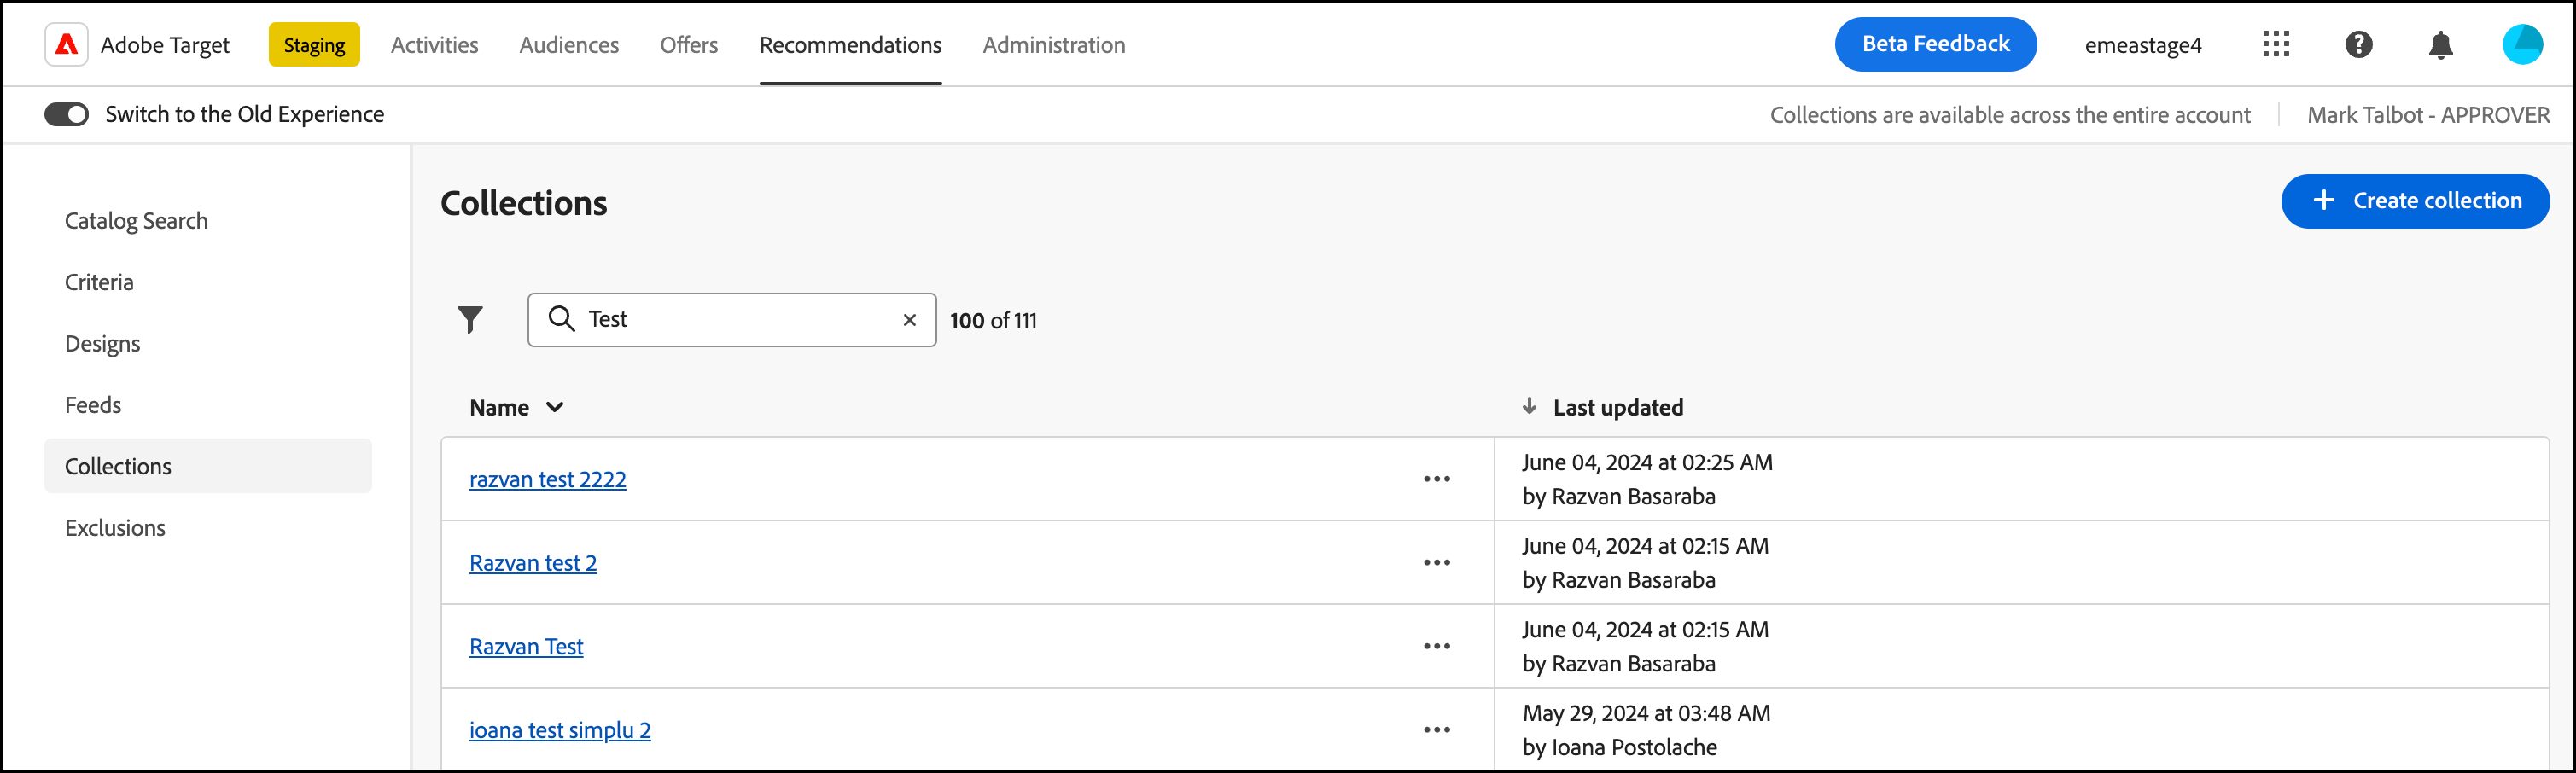 Adobe Target
Staging
Activities
Audiences
Offers
Recommendations
Administration
Beta Feedback
emeastage4
Switch to the Old Experience
Collections are available across the entire account
Mark Talbot - APPROVER
Catalog Search
Criteria
Designs
Feeds
Collections
Exclusions
Collections
Create collection
Test
100 of 111
Name
Last updated
razvan test 2222
June 04, 2024 at 02:25 AM
by Razvan Basaraba
Razvan test 2
June 04, 2024 at 02:15 AM
by Razvan Basaraba
Razvan Test
June 04, 2024 at 02:15 AM
by Razvan Basaraba
ioana test simplu 2
May 29, 2024 at 03:48 AM
by Ioana Postolache